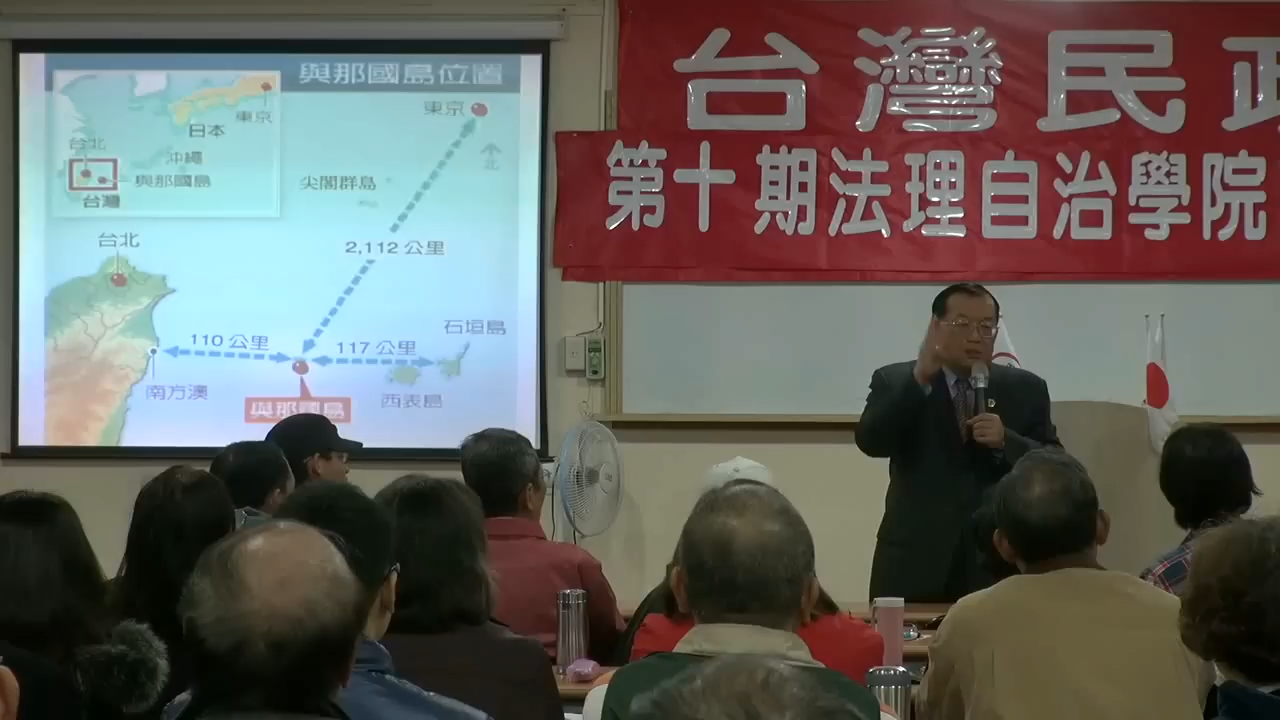 與那國島位置
東京
日本
東京
台北
沖繩
與那國島
台灣
北
尖閣群島
2,112 公里
台北
石垣島
110 公里
117 公里
南方澳
西表島
與那國島
台灣民政
第十期法理自治學院